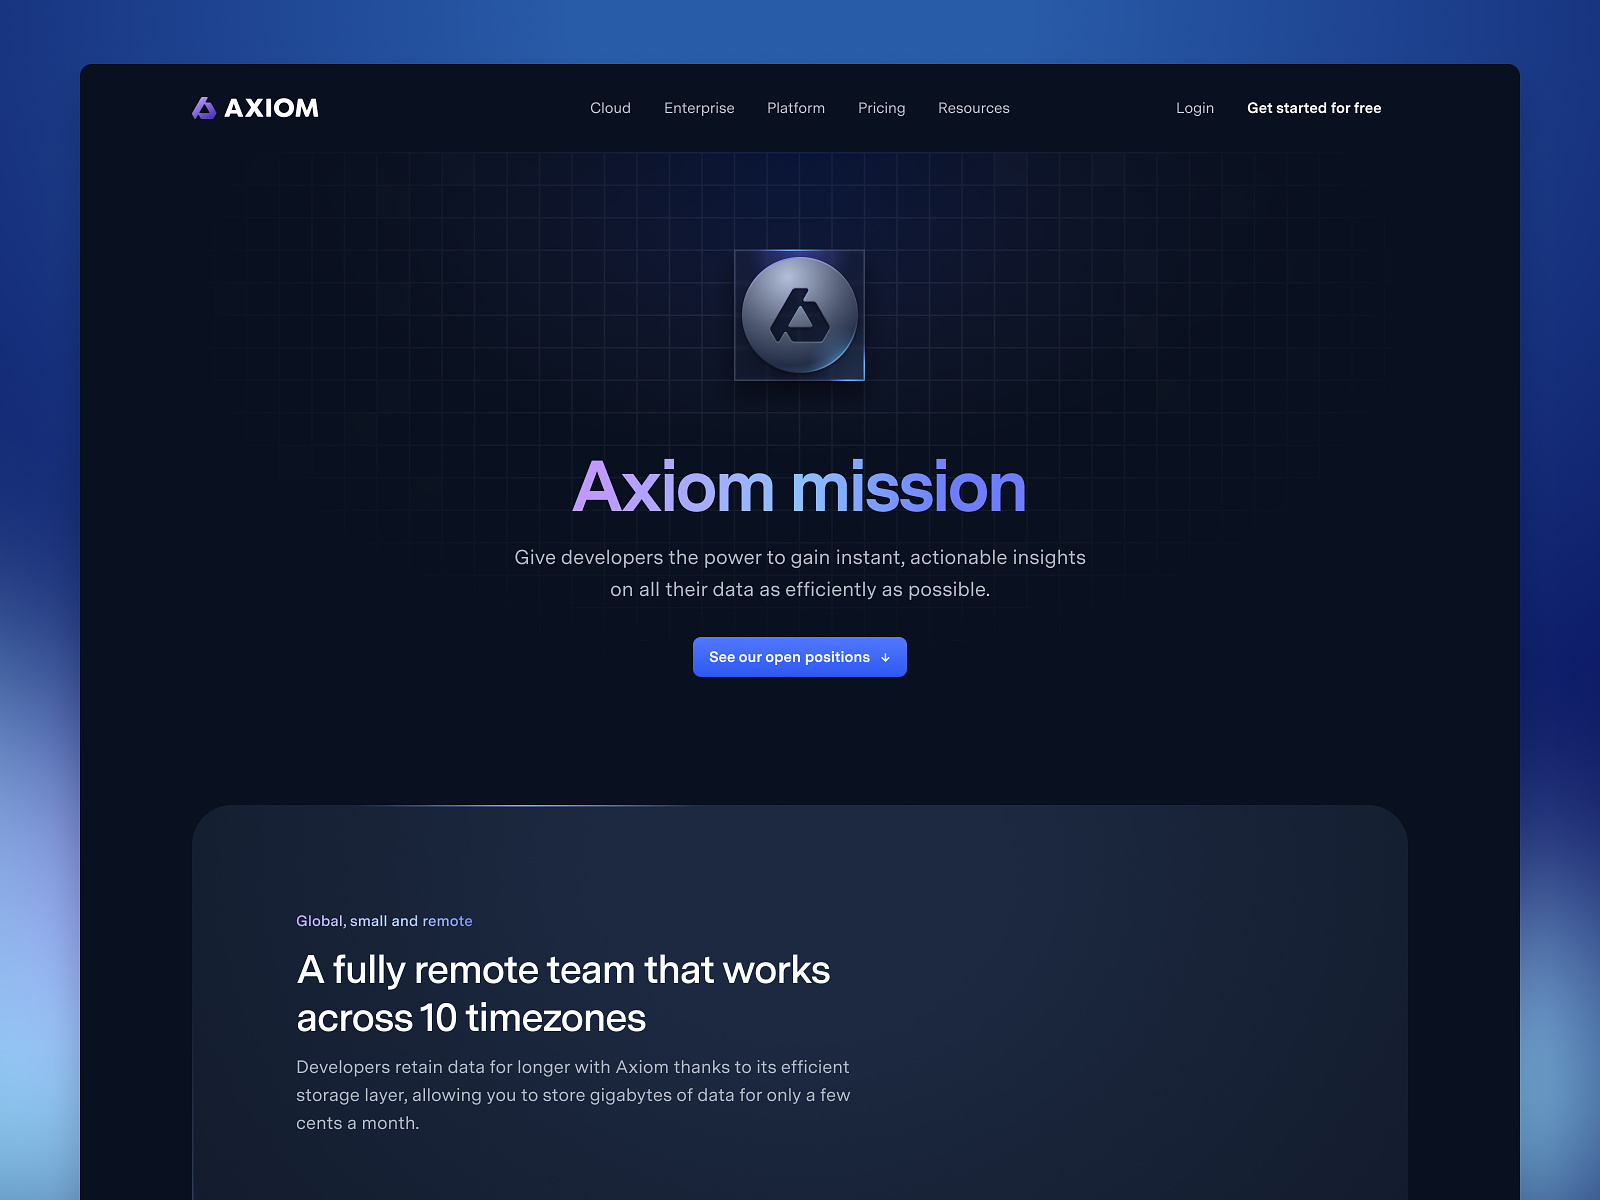 AXIOM
Cloud Enterprise Platform Pricing Resources
Login Get started for free
Axiom mission
Give developers the power to gain instant, actionable insights
on all their data as efficiently as possible.
See our open positions ↓
Global, small and remote
A fully remote team that works
across 10 timezones
Developers retain data for longer with Axiom thanks to its efficient
storage layer, allowing you to store gigabytes of data for only a few
cents a month.